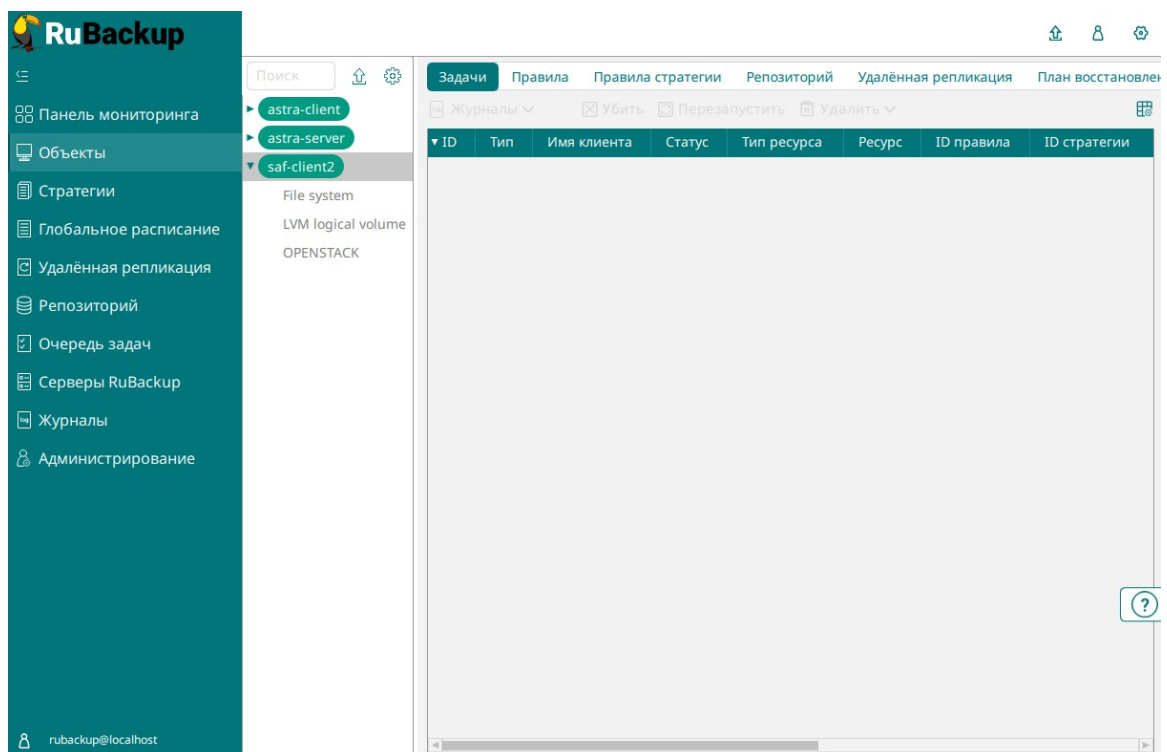 RuBackup
Поиск
Задачи Правила Правила стратегии Репозиторий Удалённая репликация План восстановлен
Панель мониторинга
Объекты
Стратегии
Глобальное расписание
Удалённая репликация
Репозиторий
Очередь задач
Серверы RuBackup
Журналы
Администрирование
astra-client
astra-server
saf-client2
File system
LVM logical volume
OPENSTACK
Журналы Убить Перезапустить Удалить
ID Тип Имя клиента Статус Тип ресурса Ресурс ID правила ID стратегии
?
rubackup@localhost